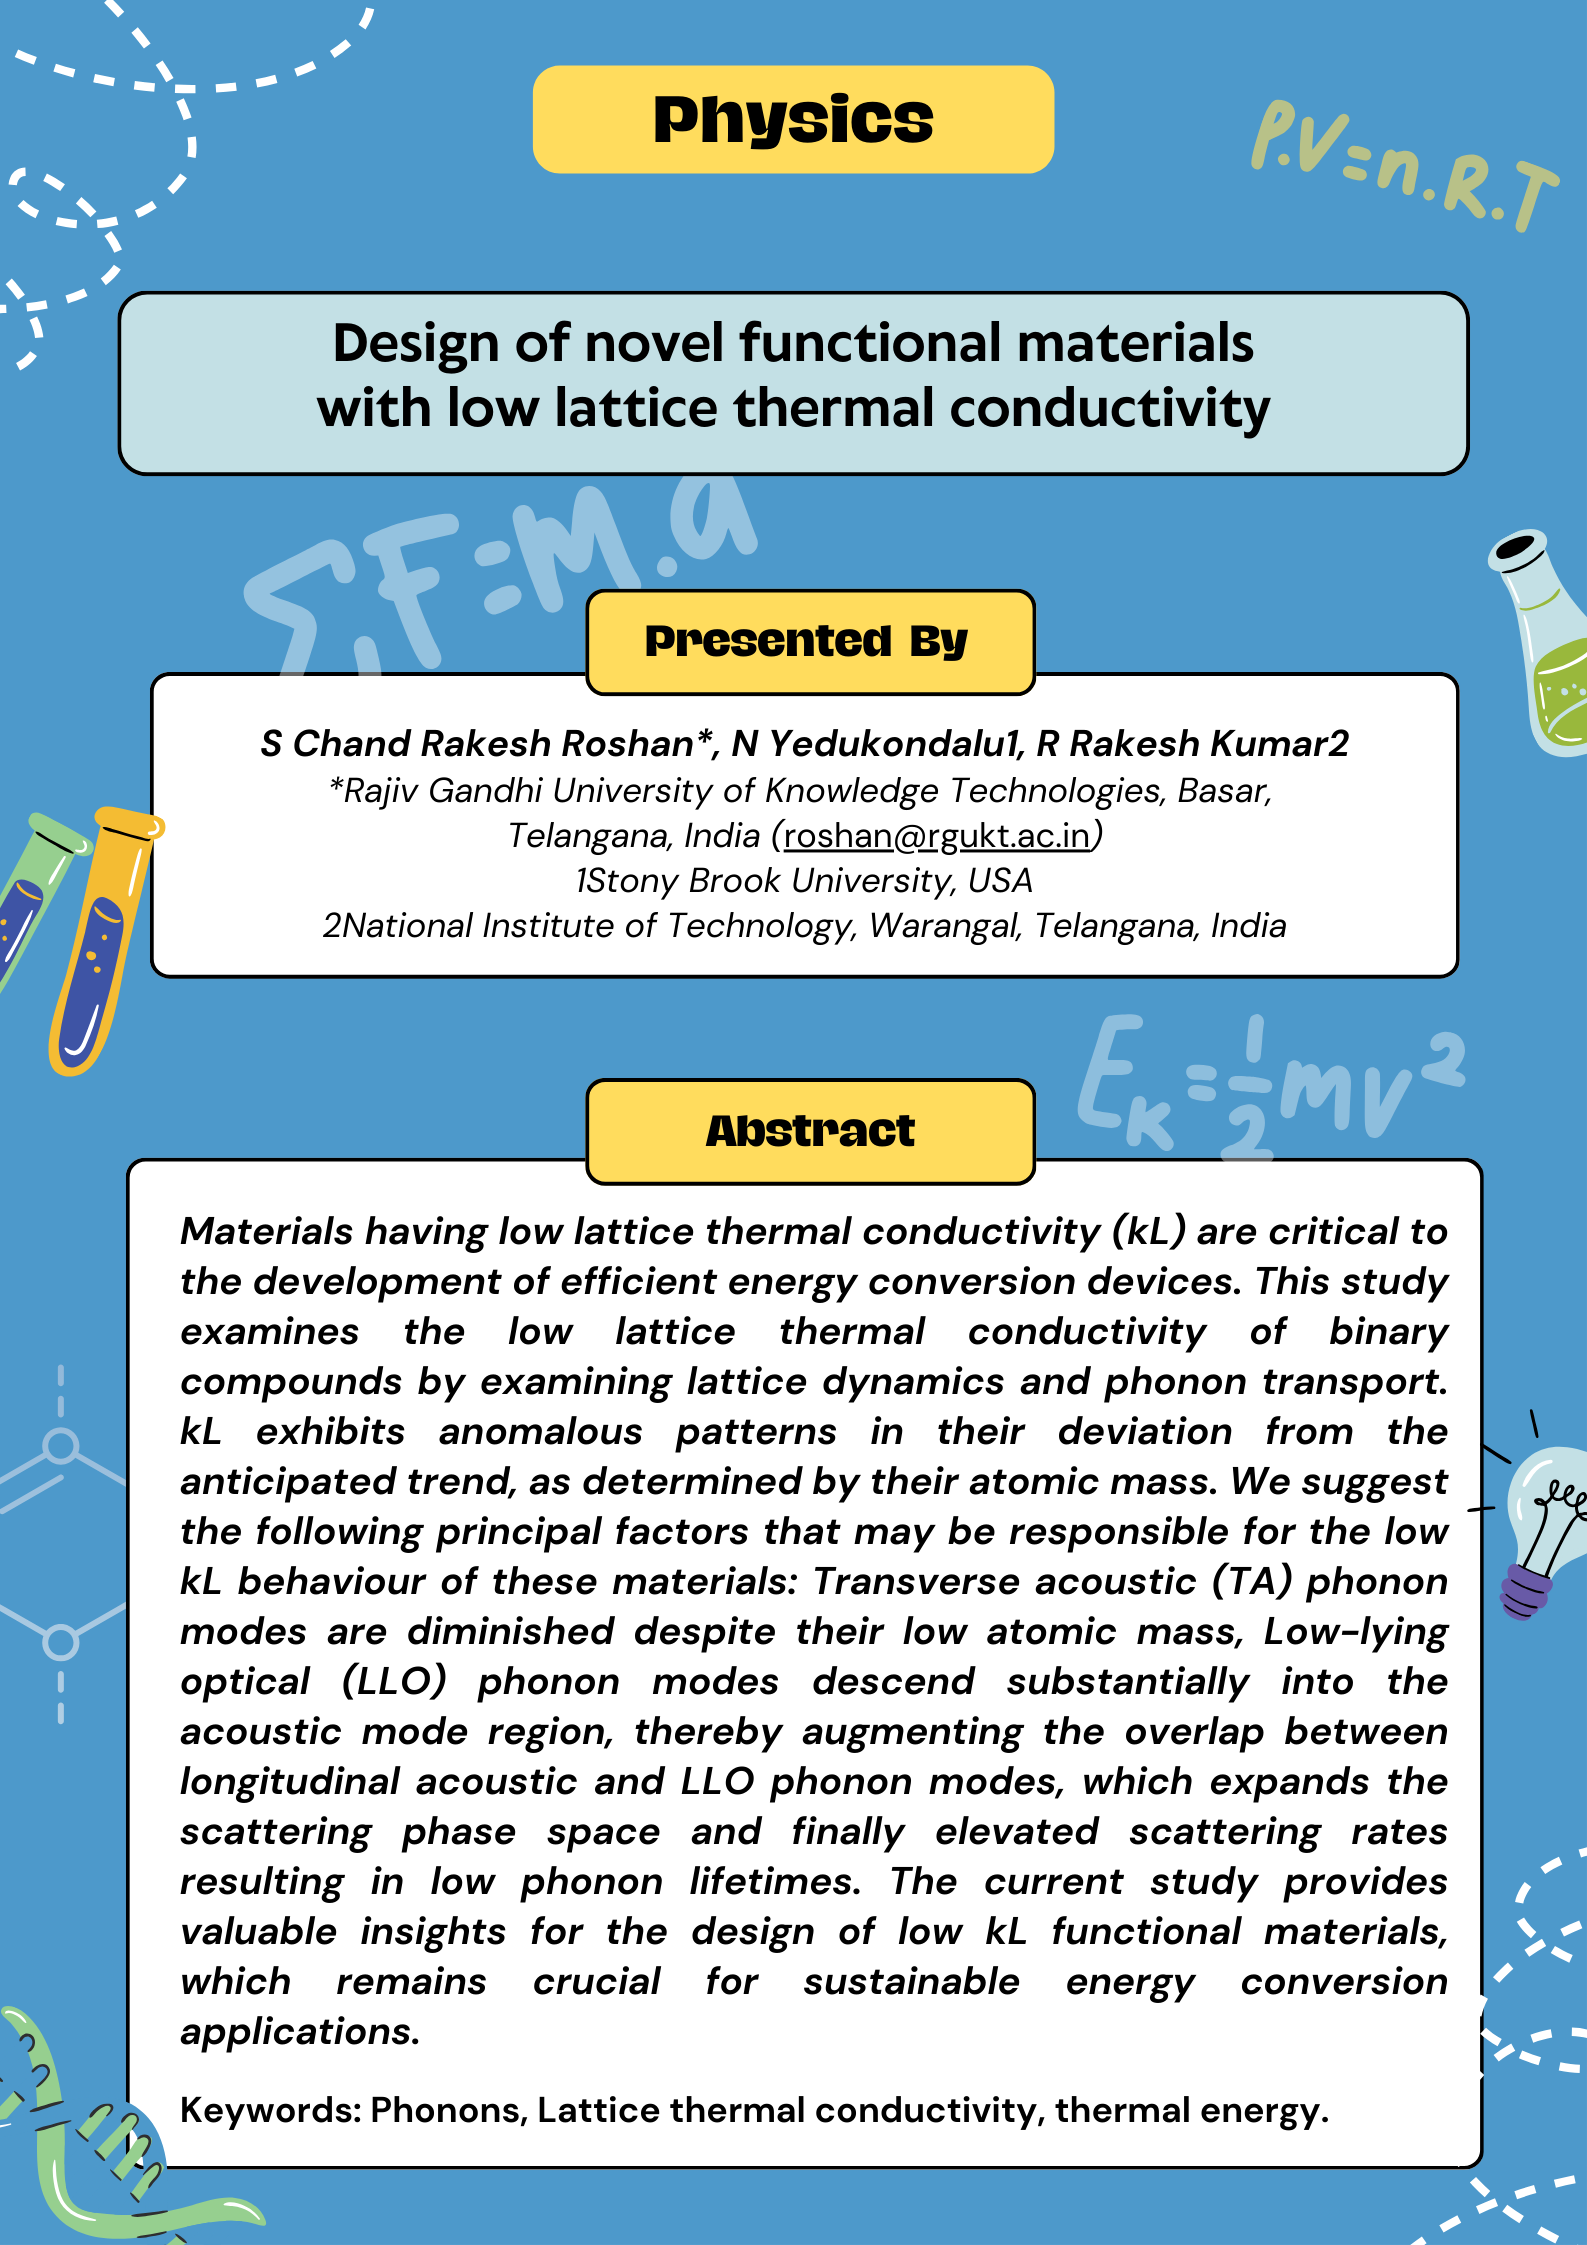 Physics
P.V=n.R.T
Design of novel functional materials
with low lattice thermal conductivity
Σ F=M.a
Presented By
S Chand Rakesh Roshan*, N Yedukondalu1, R Rakesh Kumar2
*Rajiv Gandhi University of Knowledge Technologies, Basar,
Telangana, India (roshan@rgukt.ac.in)
1Stony Brook University, USA
2National Institute of Technology, Warangal, Telangana, India
EK=1/2mv²
Abstract
Materials having low lattice thermal conductivity (kL) are critical to
the development of efficient energy conversion devices. This study
examines the low lattice thermal conductivity of binary
compounds by examining lattice dynamics and phonon transport.
kL exhibits anomalous patterns in their deviation from the
anticipated trend, as determined by their atomic mass. We suggest
the following principal factors that may be responsible for the low
kL behaviour of these materials: Transverse acoustic (TA) phonon
modes are diminished despite their low atomic mass, Low-lying
optical (LLO) phonon modes descend substantially into the
acoustic mode region, thereby augmenting the overlap between
longitudinal acoustic and LLO phonon modes, which expands the
scattering phase space and finally elevated scattering rates
resulting in low phonon lifetimes. The current study provides
valuable insights for the design of low kL functional materials,
which remains crucial for sustainable energy conversion
applications.
Keywords: Phonons, Lattice thermal conductivity, thermal energy.